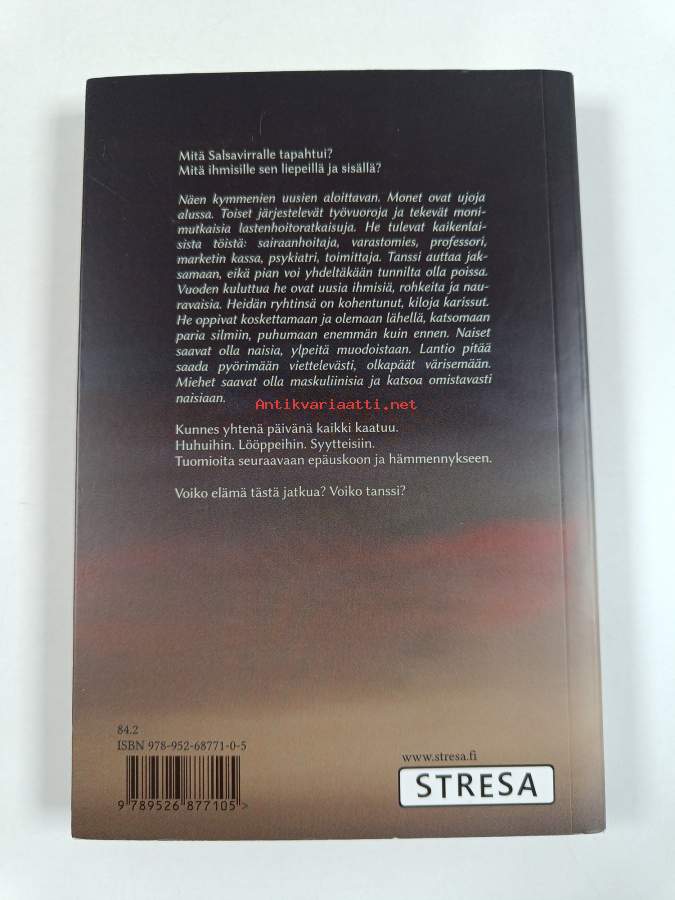 Mitä Salsavirralle tapahtui?
Mitä ihmisille sen liepeillä ja sisällä?
Näen kymmenien uusien aloittavan. Monet ovat ujoja
alussa. Toiset järjestelevät työvuoroja ja tekevät moni-
mutkaisia lastenhoitoratkaisuja. He tulevat kaikenlai-
sista töistä: sairaanhoitaja, varastomies, professori,
marketin kassa, psykiatri, toimittaja. Tanssi auttaa jak-
samaan, eikä pian voi yhdeltäkään tunnilta olla poissa.
Vuoden kuluttua he ovat uusia ihmisiä, rohkeita ja nau-
ravaisia. Heidän ryhtinsä on kohentunut, kiloja karissut.
He oppivat koskettamaan ja olemaan lähellä, katsomaan
paria silmiin, puhumaan enemmän kuin ennen. Naiset
saavat olla naisia, ylpeitä muodoistaan. Lantio pitää
saada pyörimään viettelevästi, olkapäät värisemään.
Miehet saavat olla maskuliinisia ja katsoa omistavasti
naisiaan.
Antikvariaatti.net
Kunnes yhtenä päivänä kaikki kaatuu.
Huhuihin. Lööppeihin. Syytteisiin.
Tuomioita seuraavaan epäuskoon ja hämmennykseen.
Voiko elämä tästä jatkua? Voiko tanssi?
84.2
ISBN 978-952-68771-0-5
9 789526 877105 >
www.stresa.fi
STRESA